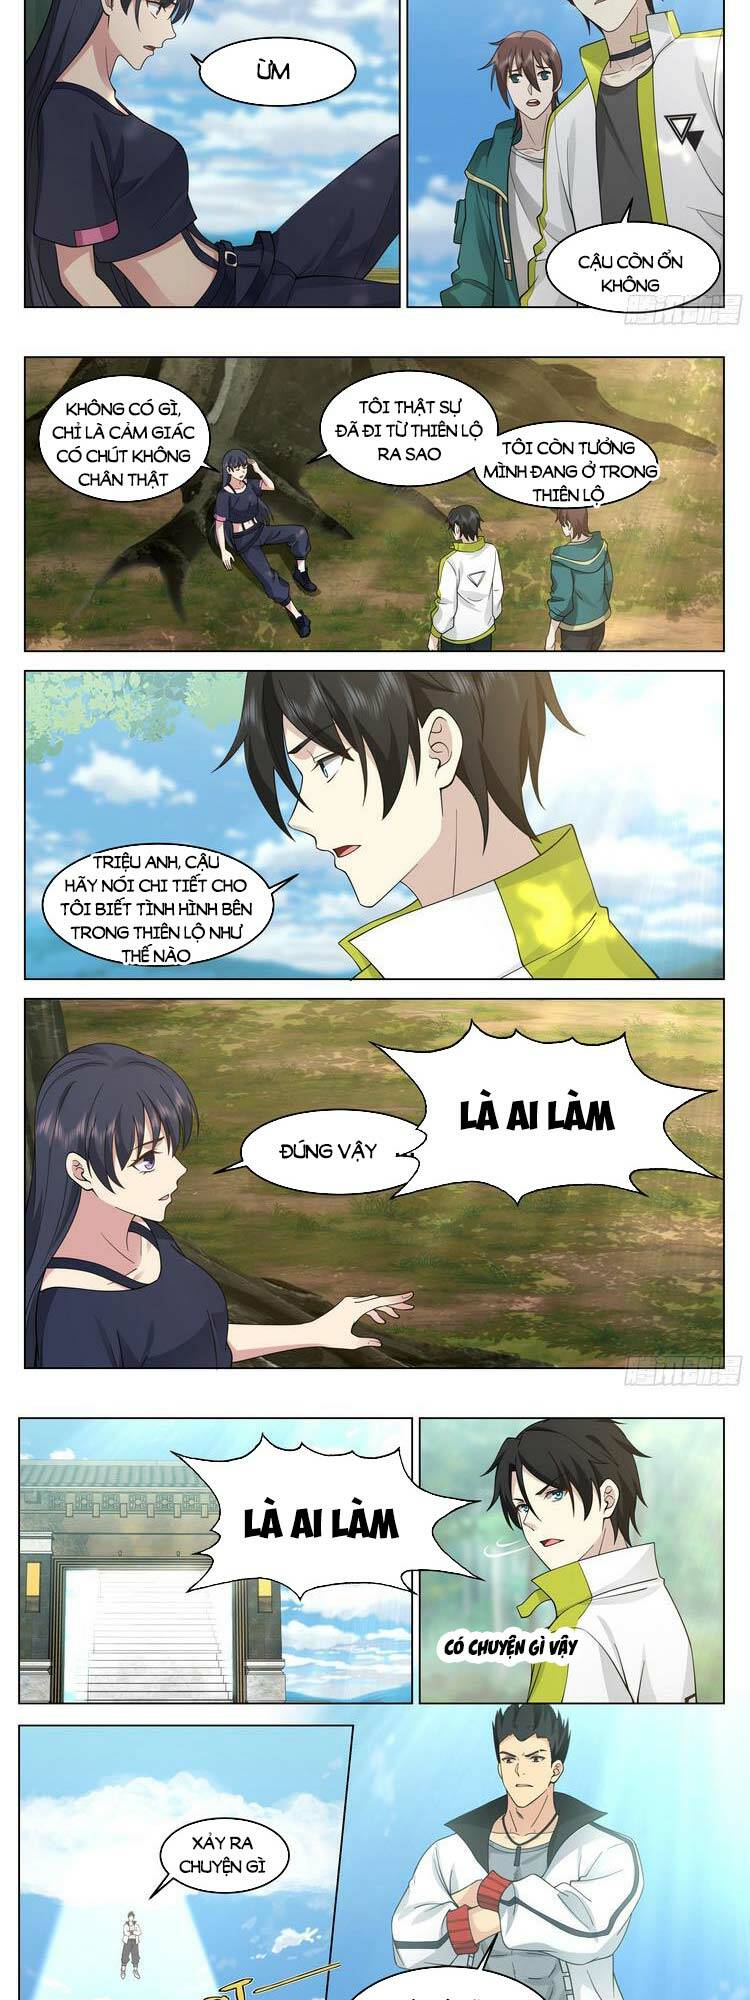 ỪM
CẬU CÒN ỔN
KHÔNG
KHÔNG CÓ GÌ,
CHỈ LÀ CẢM GIÁC
CÓ CHÚT KHÔNG
CHÂN THẬT
TÔI THẬT SỰ
ĐÃ ĐI TỪ THIÊN LỘ
RA SAO
TÔI CÒN TƯỞNG
MÌNH ĐANG Ở TRONG
THIÊN LỘ
TRIỆU ANH, CẬU
HÃY NÓI CHI TIẾT CHO
TÔI BIẾT TÌNH HÌNH BÊN
TRONG THIÊN LỘ NHƯ
THẾ NÀO
LÀ AI LÀM
ĐÚNG VẬY
LÀ AI LÀM
CÓ CHUYỆN GÌ VẬY
XẢY RA
CHUYỆN GÌ